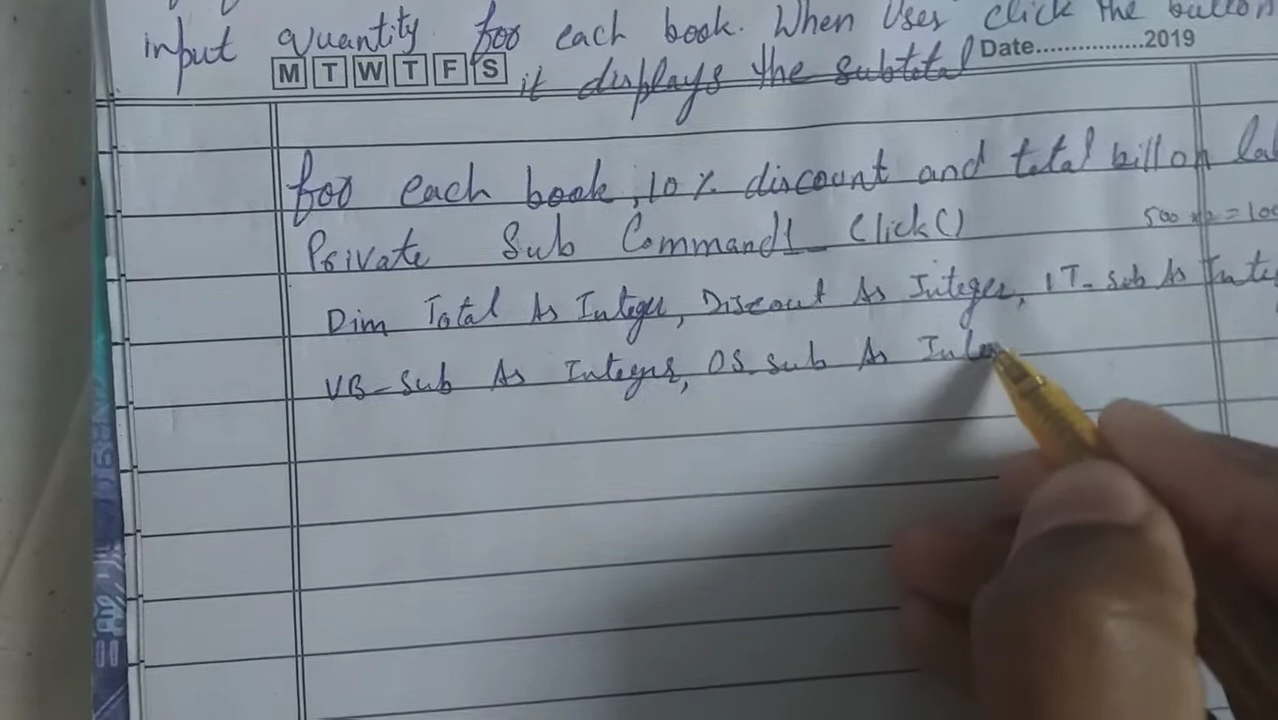 input quantity for each book. When User click the button
M T W T F S it displays the subtotal Date................2019
for each book, 10% discount and total bill on
Private Sub Command1_Click()
500 = 
Dim Total As Integer, Discout As Integer, IT_Sub As
VB_Sub As Integer, OS_Sub As